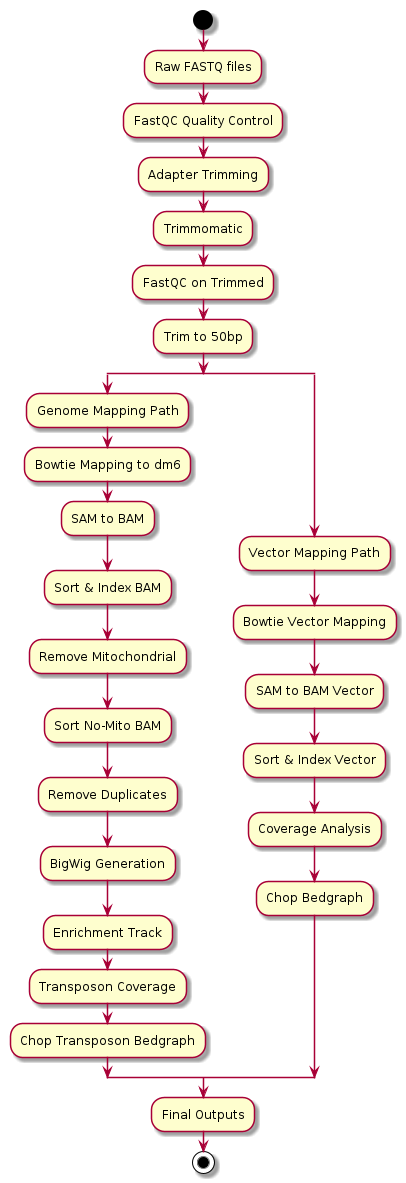 Raw FASTQ files
FastQC Quality Control
Adapter Trimming
Trimmomatic
FastQC on Trimmed
Trim to 50bp
Genome Mapping Path
Bowtie Mapping to dm6
SAM to BAM
Sort & Index BAM
Remove Mitochondrial
Sort No-Mito BAM
Remove Duplicates
BigWig Generation
Enrichment Track
Transposon Coverage
Chop Transposon Bedgraph
Vector Mapping Path
Bowtie Vector Mapping
SAM to BAM Vector
Sort & Index Vector
Coverage Analysis
Chop Bedgraph
Final Outputs